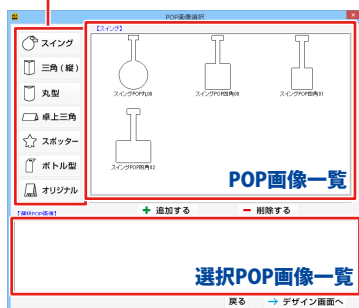 POP画像選択
【スイング】
スイング
三角(縦)
丸型
卓上三角
スポッター
ボトル型
オリジナル
スイングPOP丸00
スイングPOP四角00
スイングPOP四角01
スイングPOP四角02
POP画像一覧
追加する
削除する
【選択POP画像】
選択POP画像一覧
戻る
デザイン画面へ